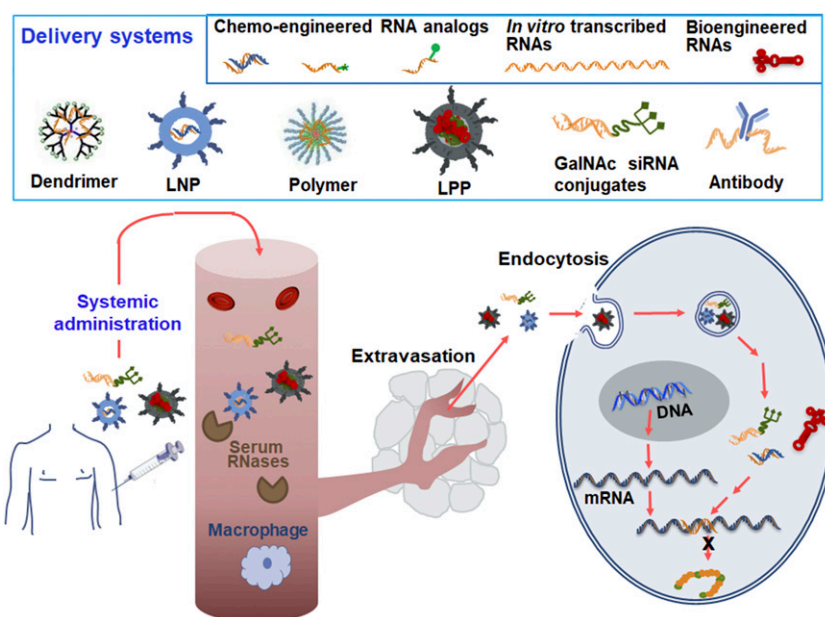 Delivery systems
Chemo-engineered
RNA analogs
In vitro transcribed
RNAs
Bioengineered
RNAs
Dendrimer
LNP
Polymer
LPP
GalNAc siRNA
conjugates
Antibody
Systemic
administration
Serum
RNases
Macrophage
Extravasation
Endocytosis
DNA
mRNA
X